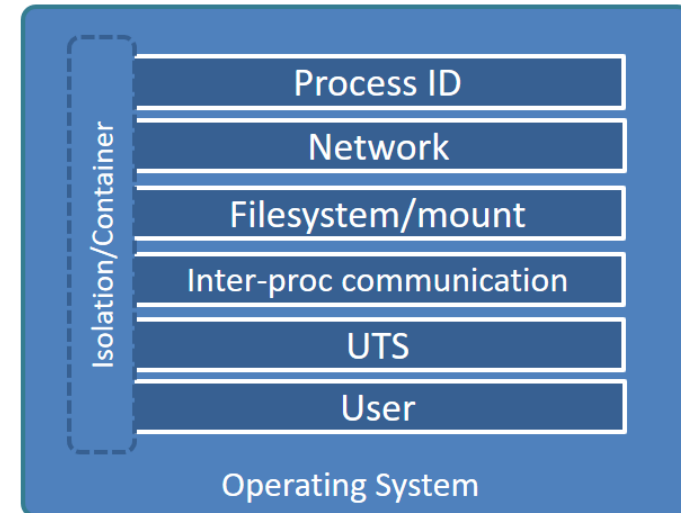 Isolation/Container
Process ID
Network
Filesystem/mount
Inter-proc communication
UTS
User
Operating System